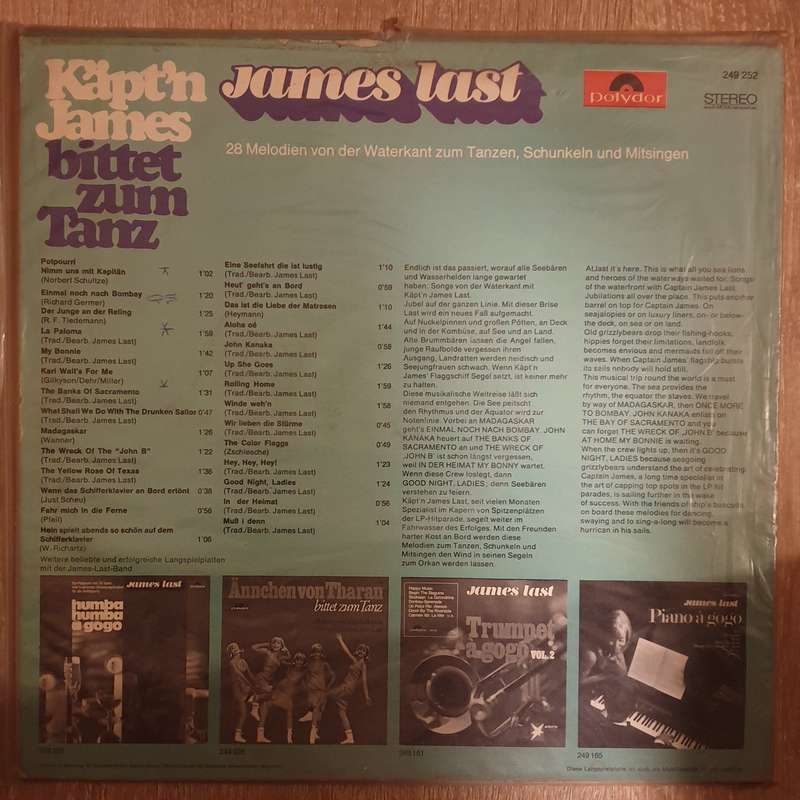 Käpt'n
James
bittet
zum
Tanz
james last
polydor
249 252
STEREO
28 Melodien von der Waterkant zum Tanzen, Schunkeln und Mitsingen
Potpourri
Nimm uns mit Kapitän 1'02
(Norbert Schultze)
Einmal noch nach Bombay 1'20
(Richard Germer)
Der Junge an der Reling 1'25
(R. F. Tiedemann)
La Paloma 1'59
(Trad./Bearb. James Last)
My Bonnie 1'42
(Trad./Bearb. James Last)
Kari Wait's For Me 1'07
(Gilkyson/Dehr/Miller)
The Banks Of Sacramento 1'31
(Trad./Bearb. James Last)
What Shall We Do With The Drunken Sailor 0'47
(Trad./Bearb. James Last)
Madagaskar 1'26
(Wanner)
The Wreck Of The "John B" 1'22
(Trad./Bearb. James Last)
The Yellow Rose Of Texas 1'36
(Trad./Bearb. James Last)
Wenn das Schifferklavier an Bord ertönt 0'38
(Just Scheu)
Fahr mich in die Ferne 0'56
(Pfeil)
Hein spielt abends so schön auf dem
Schifferklavier 1'06
(W. Richartz)
Weitere beliebte und erfolgreiche Langspielplatten
mit der James-Last-Band
Eine Seefahrt die ist lustig 1'10
(Trad./Bearb. James Last)
Heut' geht's an Bord 0'59
(Trad./Bearb. James Last)
Das ist die Liebe der Matrosen 1'10
(Heymann)
Aloha oé 1'44
(Trad./Bearb. James Last)
John Kanaka 0'58
(Trad./Bearb. James Last)
Up She Goes 1'26
(Trad./Bearb. James Last)
Rolling Home 1'59
(Trad./Bearb. James Last)
Winde weh'n 1'58
(Trad./Bearb. James Last)
Wir lieben die Stürme 0'45
(Trad./Bearb. James Last)
The Color Flaggs 0'49
(Zschiesche)
Hey, Hey, Hey! 1'23
(Trad./Bearb. James Last)
Good Night, Ladies 1'24
(Trad./Bearb. James Last)
In der Heimat 0'56
(Trad./Bearb. James Last)
Muß i denn 1'04
(Trad./Bearb. James Last)
Endlich ist das passiert, worauf alle Seebären
und Wasserhelden lange gewartet
haben: Songs von der Waterkant mit
Käpt'n James Last.
Jubel auf der ganzen Linie. Mit dieser Brise
Last wird ein neues Faß aufgemacht.
Auf Nuckelpinnen und großen Pötten, an Deck
und in der Kombüse, auf See und an Land.
Alte Brummbären lassen die Angel fallen,
junge Raufbolde vergessen ihren
Ausgang, Landratten werden neidisch und
Seejungfrauen schwach. Wenn Käpt'n
James' Flaggschiff Segel setzt, ist keiner mehr
zu halten.
Diese musikalische Weltreise läßt sich
niemand entgehen. Die See peitscht
den Rhythmus und der Äquator wird zur
Notenlinie. Vorbei an MADAGASKAR
geht's EINMAL NOCH NACH BOMBAY. JOHN
KANAKA heuert auf THE BANKS OF
SACRAMENTO an und THE WRECK OF
'JOHN B' ist schon längst vergessen,
weil IN DER HEIMAT MY BONNY wartet.
Wenn diese Crew loslegt, dann
GOOD NIGHT, LADIES; denn Seebären
verstehen zu feiern.
Käpt'n James Last, seit vielen Monaten
Spezialist im Kapern von Spitzenplätzen
der LP-Hitparade, segelt weiter im
Fahrwasser des Erfolges. Mit den Freunden
harter Kost an Bord werden diese
Melodien zum Tanzen, Schunkeln und
Mitsingen den Wind in seinen Segeln
zum Orkan werden lassen.
At last it's here. This is what all you sea lions
and heroes of the waterways waited for: Songs
of the waterfront with Captain James Last.
Jubilations all over the place. This puts another
barrel on top for Captain James. On
seajalopies or on luxury liners, on- or below-
the deck, on sea or on land.
Old grizzlybears drop their fishing-hooks,
hippies forget their limitations, landfolk
becomes envious and mermaids fall off their
waves. When Captain James' flagship bursts
its sails nobody will hold still.
This musical trip round the world is a must
for everyone. The sea provides the
rhythm, the equator the staves. We travel
by way of MADAGASKAR, then ONCE MORE
TO BOMBAY. JOHN KANAKA enlists on
THE BAY OF SACRAMENTO and you
can forget THE WRECK OF 'JOHN B' because
AT HOME MY BONNIE is waiting.
When the crew lights up, then it's GOOD
NIGHT, LADIES because agoginging
grizzlybears understand the art of celebrating.
Captain James, a long time specialist in
the art of capping top spots in the LP hit
parades, is sailing further in the wake
of success. With the friends of ship's biscuits
on board these melodies for dancing,
swaying and to sing-a-long will become a
hurrican in his sails.
james last
humba
humba
a gogo
Ännchen von Tharau
bittet zum Tanz
249 161
james last
Trumpet
a gogo
VOL. 2
james last
Piano à gogo
249 165